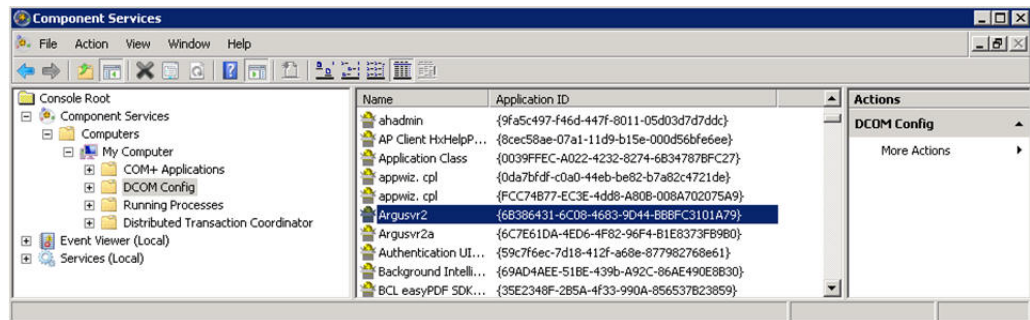 Component Services
File Action View Window Help
Console Root
Component Services
Computers
My Computer
COM+ Applications
DCOM Config
Running Processes
Distributed Transaction Coordinator
Event Viewer (Local)
Services (Local)
Name Application ID
ahadmin {9fa5c497-f46d-447f-8011-05d03d7d7ddc}
AP Client HxHelpP... {8cec58ae-07a1-11d9-b15e-000d56bfe6ee}
Application Class {0039FFEC-A022-4232-8274-6B34787BFC27}
appwiz. cpl {0da7bfdf-c0a0-44eb-be82-b7a82c4721de}
appwiz. cpl {FCC74B77-EC3E-4dd8-A80B-008A702075A9}
Argusvr2 {6B386431-6C08-4683-9D44-BBBFC3101A79}
Argusvr2a {6C7E61DA-4ED6-4F82-96F4-B1E8373FB9B0}
Authentication UI... {59c7f6ec-7d18-412f-a68e-877982768e61}
Background Intelli... {69AD4AEE-51BE-439b-A92C-86AE490E8B30}
BCL easyPDF SDK... {35E2348F-2B5A-4f33-990A-856537B23859}
Actions
DCOM Config
More Actions